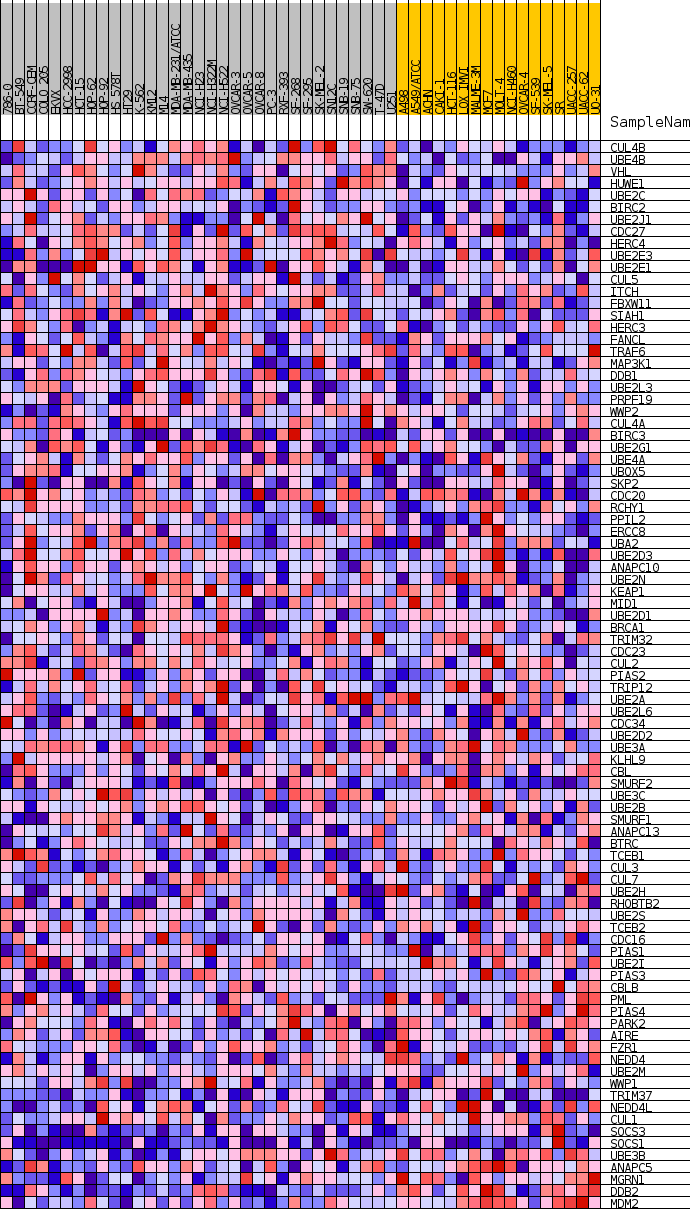 786-0
BT-549
CCRF-CEM
COLO 205
EKVX
HCC-2998
HCT-15
HOP-62
HOP-92
HS 578T
HT29
K-562
KM12
M14
MDA-MB-231/ATCC
MDA-MB-435
NCI-H23
NCI-H322M
NCI-H522
OVCAR-3
OVCAR-5
OVCAR-8
PC-3
RXF-393
SF-268
SF-295
SK-MEL-2
SN12C
SNB-19
SNB-75
SW-620
T-47D
U251
A498
A549/ATCC
ACHN
CAKI-1
HCT-116
LOX IMVI
MALME-3M
MCF7
MOLT-4
NCI-H460
OVCAR-4
SF-539
SK-MEL-5
SR
UACC-257
UACC-62
UO-31
SampleNam
CUL4B
UBE4B
VHL
HUWE1
UBE2C
BIRC2
UBE2J1
CDC27
HERC4
UBE2E3
UBE2E1
CUL5
ITCH
FBXW11
SIAH1
HERC3
FANCL
TRAF6
MAP3K1
DDB1
UBE2L3
PRPF19
WWP2
CUL4A
BIRC3
UBE2G1
UBE4A
UBOX5
SKP2
CDC20
RCHY1
PPIL2
ERCC8
UBA2
UBE2D3
ANAPC10
UBE2N
KEAP1
MID1
UBE2D1
BRCA1
TRIM32
CDC23
CUL2
PIAS2
TRIP12
UBE2A
UBE2L6
CDC34
UBE2D2
UBE3A
KLHL9
CBL
SMURF2
UBE3C
UBE2B
SMURF1
ANAPC13
BTRC
TCEB1
CUL3
CUL7
UBE2H
RHOBTB2
UBE2S
TCEB2
CDC16
PIAS1
UBE2I
PIAS3
CBLB
PML
PIAS4
PARK2
AIRE
FZR1
NEDD4
UBE2M
WWP1
TRIM37
NEDD4L
CUL1
SOCS3
SOCS1
UBE3B
ANAPC5
MGRN1
DDB2
MDM2